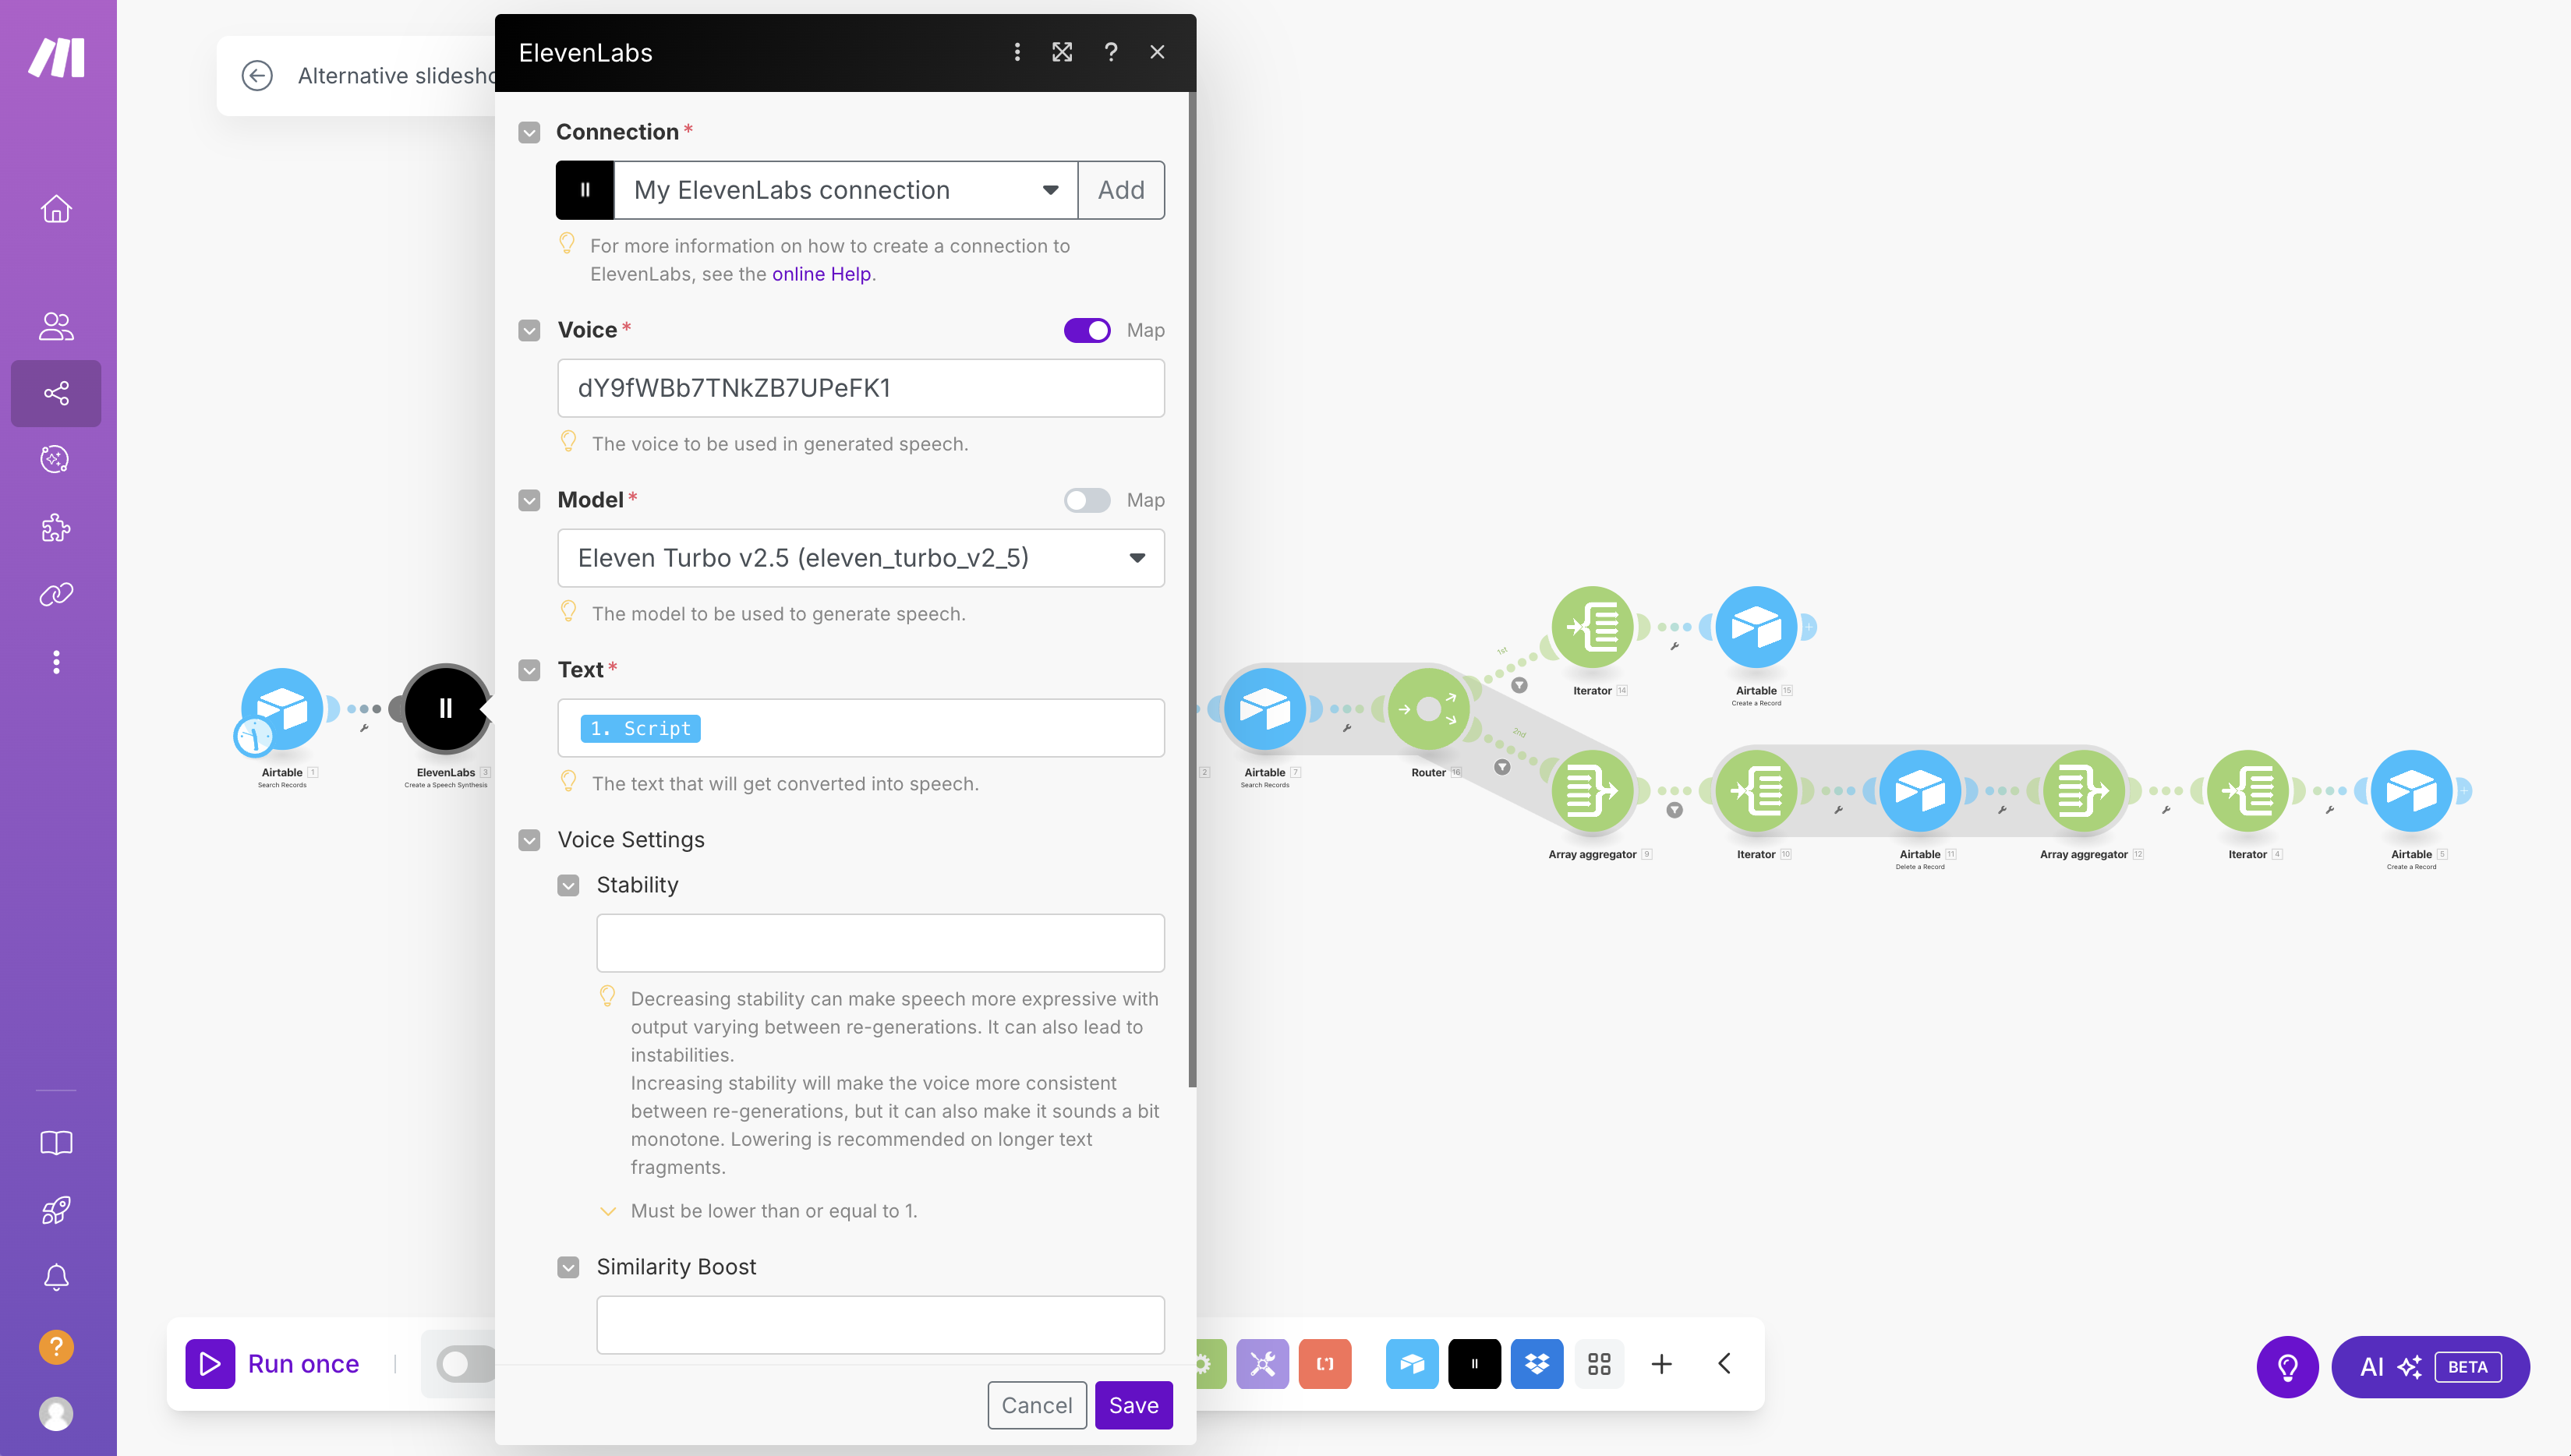 Alternative slidesho
ElevenLabs
Connection *
My ElevenLabs connection
Add
For more information on how to create a connection to
ElevenLabs, see the online Help.
Voice *
Map
dY9fWBb7TNkZB7UPeFK1
The voice to be used in generated speech.
Model *
Map
Eleven Turbo v2.5 (eleven_turbo_v2_5)
The model to be used to generate speech.
Text *
1. Script
The text that will get converted into speech.
Voice Settings
Stability
Decreasing stability can make speech more expressive with
output varying between re-generations. It can also lead to
instabilities.
Increasing stability will make the voice more consistent
between re-generations, but it can also make it sounds a bit
monotone. Lowering is recommended on longer text
fragments.
Must be lower than or equal to 1.
Similarity Boost
Cancel
Save
Airtable 1
Search Records
ElevenLabs 3
Create a Speech Synthesis
2
Airtable 7
Search Records
Router 16
1st
2nd
Iterator 14
Airtable 15
Create a Record
Array aggregator 9
Iterator 10
Airtable 11
Delete a Record
Array aggregator 12
Iterator 4
Airtable 5
Create a Record
Run once
AI BETA